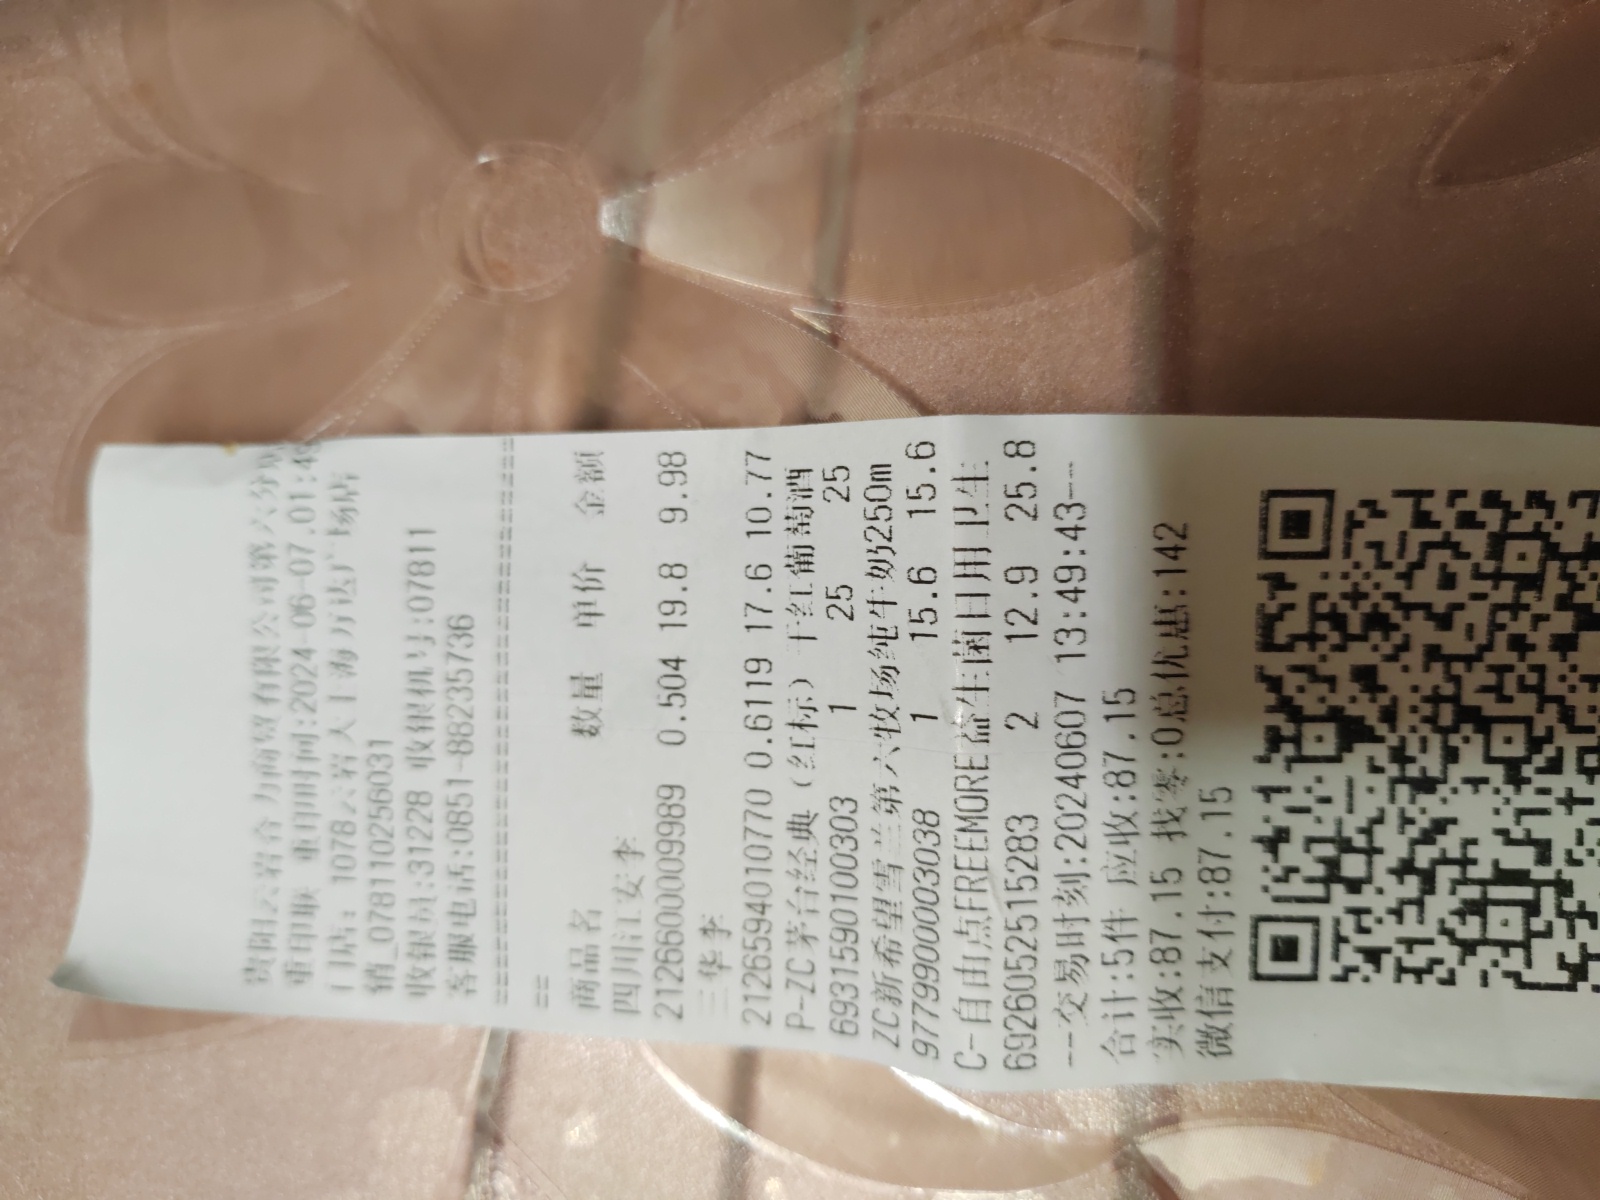 贵阳云岩合力商贸有限公司第六分
重印联 重印时间:2024-06-07.01:49
门店: 1078云岩大上海万达广场店
销_0781102256031
收银员:31228 收银机号:07811
客服电话:0851-88235736
==================================
==
商品名 数量 单价 金额
四川江安李
2126600009989 0.504 19.8 9.98
三华李
2126594010770 0.6119 17.6 10.77
P-ZC茅台经典（红标）干红葡萄酒
6931590100303 1 25 25
ZC新希望雪兰第六牧场纯牛奶250m
9777990003038 1 15.6 15.6
C-自由点FREEMORE益生菌日用卫生
6926052515283 2 12.9 25.8
--交易时刻:20240607 13:49:43--
合计:5件 应收:87.15
实收:87.15 找零:0总优惠:142
微信支付:87.15